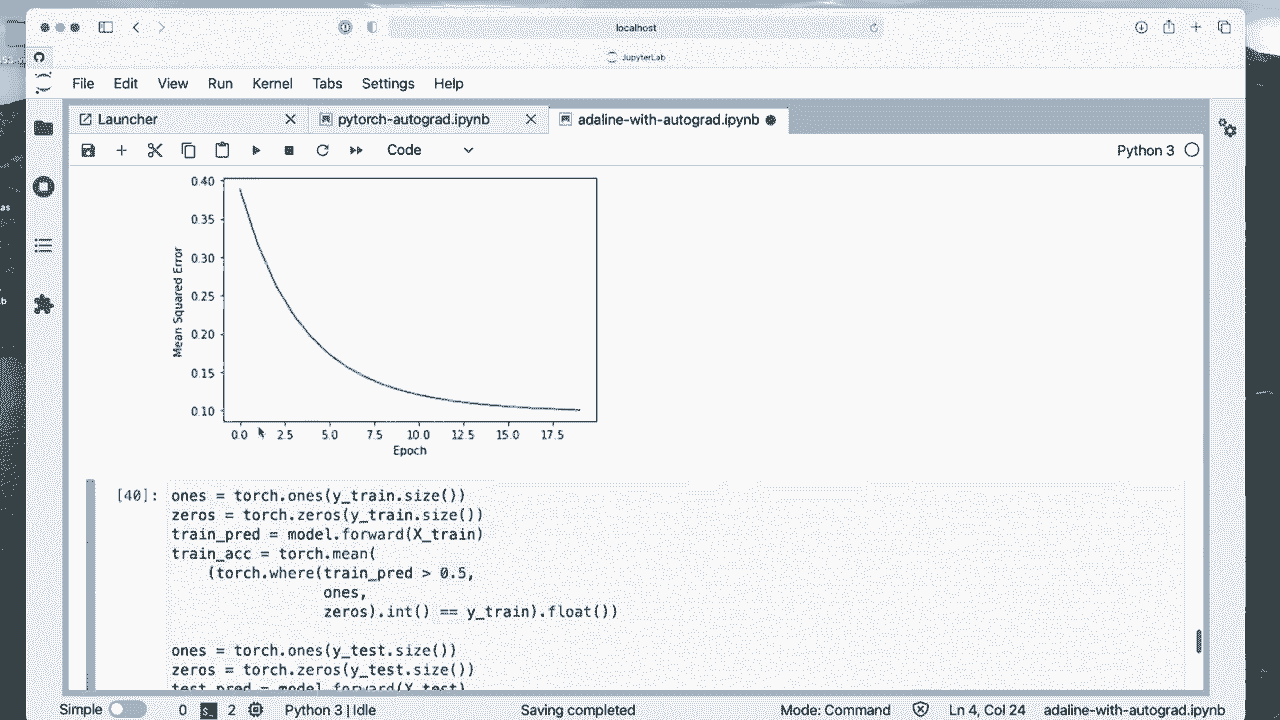 localhost
JupyterLab
File Edit View Run Kernel Tabs Settings Help
Launcher pytorch-autograd.ipynb adaline-with-autograd.ipynb
Code Python 3
0.40
0.35
0.30
0.25
0.20
0.15
0.10
Mean Squared Error
0.0 2.5 5.0 7.5 10.0 12.5 15.0 17.5
Epoch
[40]: ones = torch.ones(y_train.size())
zeros = torch.zeros(y_train.size())
train_pred = model.forward(X_train)
train_acc = torch.mean(
(torch.where(train_pred > 0.5,
ones,
zeros).int() == y_train).float())
ones = torch.ones(y_test.size())
zeros = torch.zeros(y_test.size())
test_pred = model.forward(X_test)
Simple 0 2 Python 3 | Idle Saving completed Mode: Command Ln 4, Col 24 adaline-with-autograd.ipynb